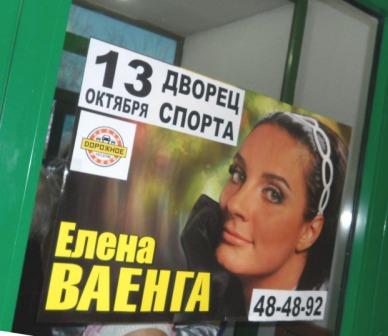 13
ОКТЯБРЯ
ДВОРЕЦ
СПОРТА
ДОРОЖНОЕ
Елена
ВАЕНГА
48-48-92